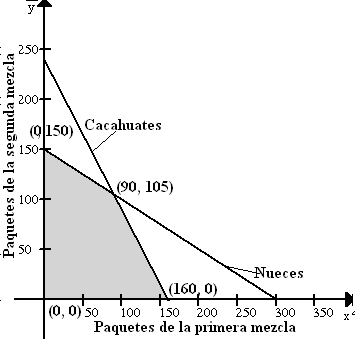 y
250
200
Cacahuates
(0,150)
150
(90, 105)
100
50
Nueces
(160, 0)
(0, 0)
50
100
150
200
250
300
350
x
Paquetes de la primera mezcla
Paquetes de la segunda mezcla